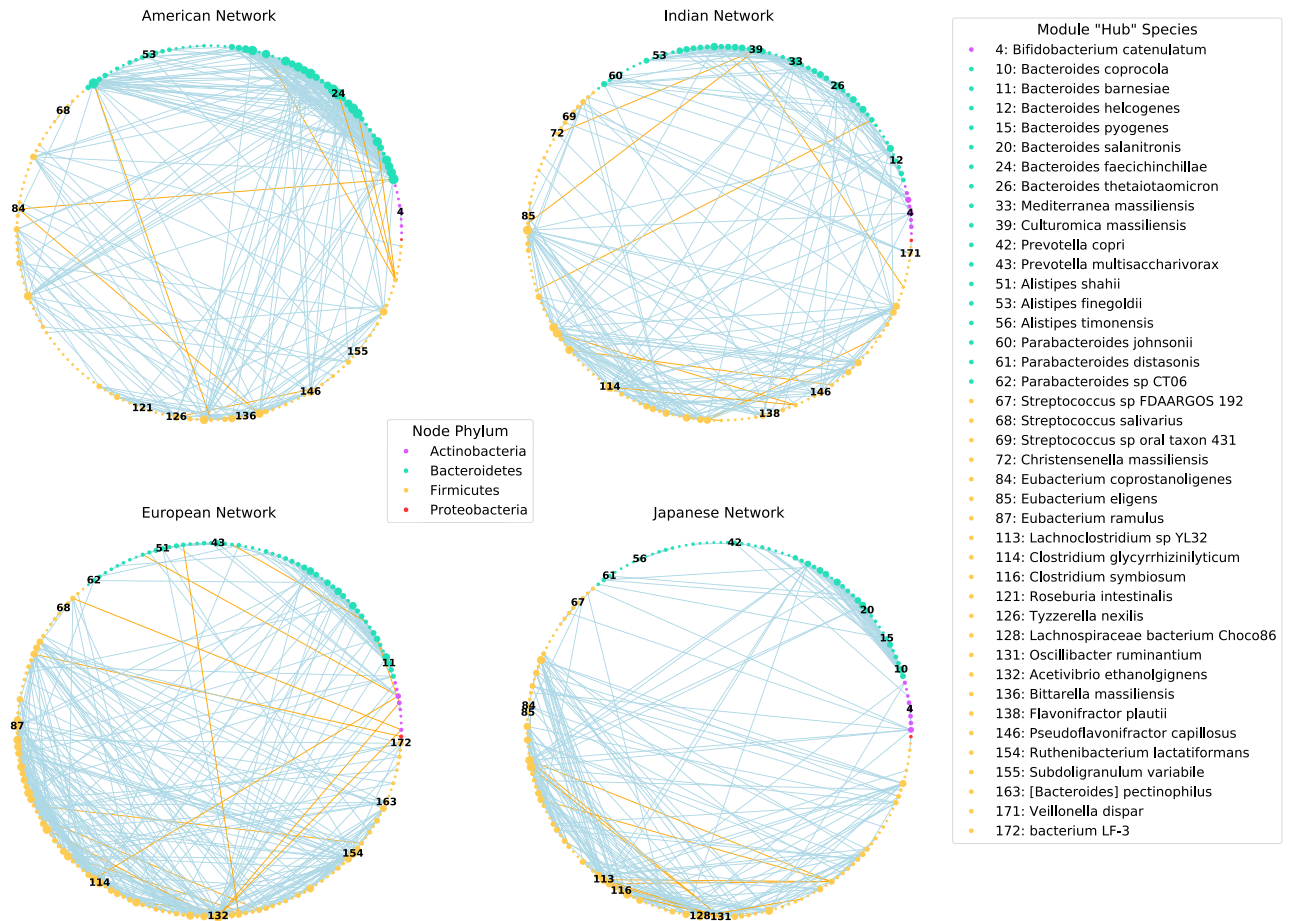 American Network
53
24
68
84
4
155
146
136
126
121
Indian Network
39
53
33
60
26
69
72
12
4
85
171
114
146
138
Node Phylum
Actinobacteria
Bacteroidetes
Firmicutes
Proteobacteria
European Network
43
51
62
68
11
87
172
163
154
114
132
Japanese Network
42
56
61
67
20
15
10
84
85
4
113
116
128
131
Module "Hub" Species
4: Bifidobacterium catenulatum
10: Bacteroides coprocola
11: Bacteroides barnesiae
12: Bacteroides helcogenes
15: Bacteroides pyogenes
20: Bacteroides salanitronis
24: Bacteroides faecichinchillae
26: Bacteroides thetaiotaomicron
33: Mediterranea massiliensis
39: Culturomica massiliensis
42: Prevotella copri
43: Prevotella multisaccharivorax
51: Alistipes shahii
53: Alistipes finegoldii
56: Alistipes timonensis
60: Parabacteroides johnsonii
61: Parabacteroides distasonis
62: Parabacteroides sp CT06
67: Streptococcus sp FDAARGOS 192
68: Streptococcus salivarius
69: Streptococcus sp oral taxon 431
72: Christensenella massiliensis
84: Eubacterium coprostanoligenes
85: Eubacterium eligens
87: Eubacterium ramulus
113: Lachnoclostridium sp YL32
114: Clostridium glycyrrhizinilyticum
116: Clostridium symbiosum
121: Roseburia intestinalis
126: Tyzzerella nexilis
128: Lachnospiraceae bacterium Choco86
131: Oscillibacter ruminantium
132: Acetivibrio ethanolgignens
136: Bittarella massiliensis
138: Flavonifractor plautii
146: Pseudoflavonifractor capillosus
154: Ruthenibacterium lactatiformans
155: Subdoligranulum variabile
163: [Bacteroides] pectinophilus
171: Veillonella dispar
172: bacterium LF-3